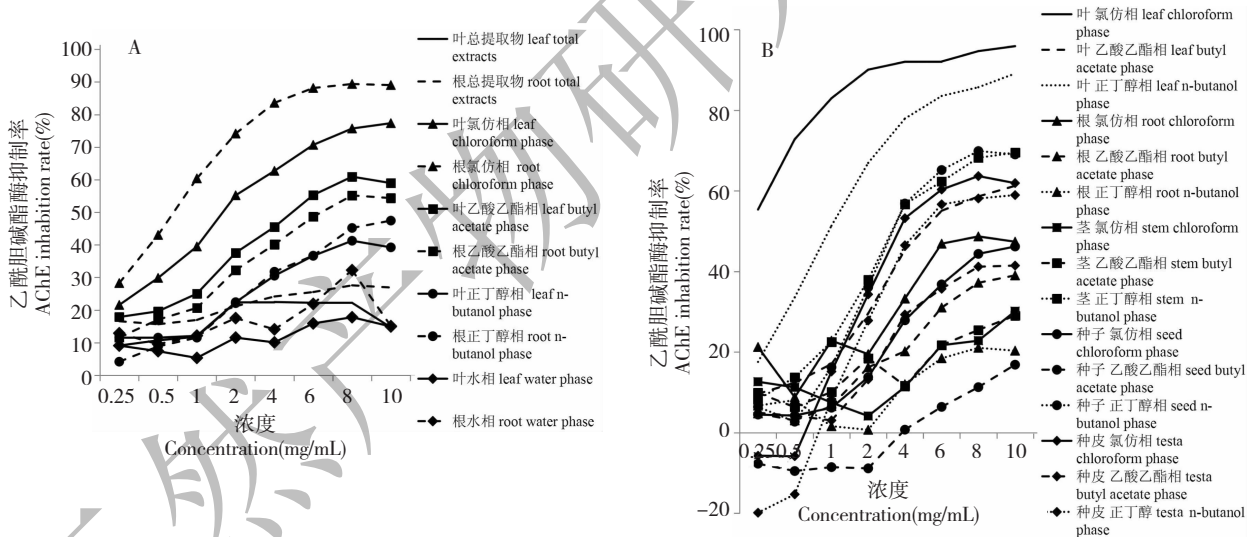 A
100
90
80
70
60
50
40
30
20
10
0
乙酰胆碱酯酶抑制率
AChE inhabition rate(%)
0.25 0.5 1 2 4 6 8 10
浓度
Concentration(mg/mL)
叶总提取物 leaf total
extracts
根总提取物 root total
extracts
叶氯仿相 leaf
chloroform phase
根氯仿相 root
chloroform phase
叶乙酸乙酯相 leaf butyl
acetate phase
根乙酸乙酯相 root butyl
acetate phase
叶正丁醇相 leaf n-
butanol phase
根正丁醇相 root n-
butanol phase
叶水相 leaf water phase
根水相 root water phase
B
100
80
60
40
20
0
-20
乙酰胆碱酯酶抑制率
AChE inhabition rate(%)
0.25 0.5 1 2 4 6 8 10
浓度
Concentration(mg/mL)
叶 氯仿相 leaf chloroform
phase
叶 乙酸乙酯相 leaf butyl
acetate phase
叶 正丁醇相 leaf n-butanol
phase
根 氯仿相 root chloroform
phase
根 乙酸乙酯相 root butyl
acetate phase
根 正丁醇相 root n-butanol
phase
茎 氯仿相 stem chloroform
phase
茎 乙酸乙酯相 stem butyl
acetate phase
茎 正丁醇相 stem n-
butanol phase
种子 氯仿相 seed
chloroform phase
种子 乙酸乙酯相 seed butyl
acetate phase
种子 正丁醇相 seed n-
butanol phase
种皮 氯仿相 testa
chloroform phase
种皮 乙酸乙酯相 testa
butyl acetate phase
种皮 正丁醇 testa n-butanol
phase
然产物研